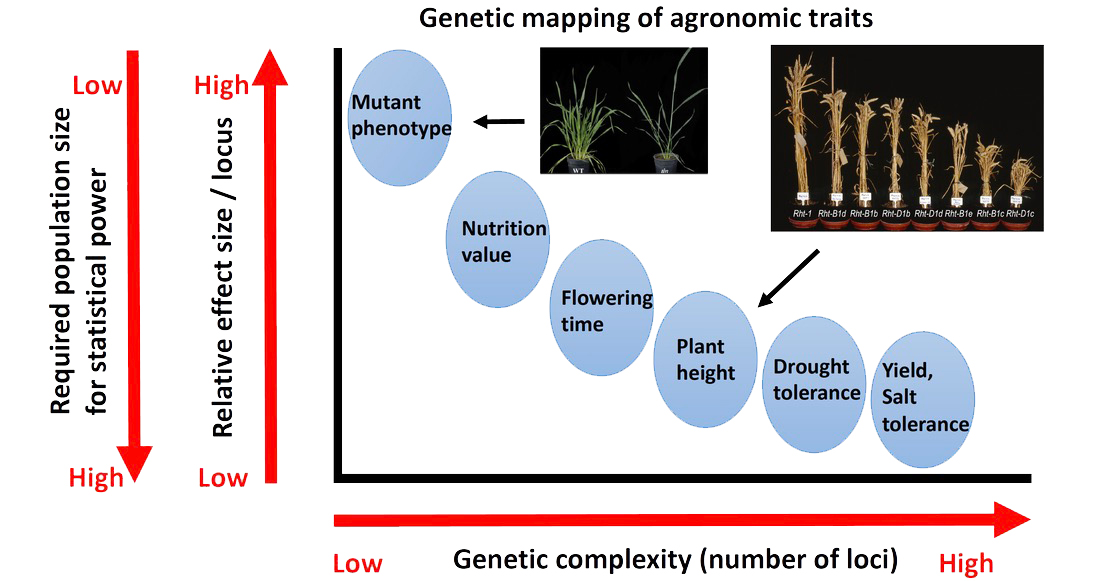 Genetic mapping of agronomic traits
Low
High
Required population size
for statistical power
High
Low
Relative effect size / locus
Mutant
phenotype
WT
tin
Rht-1 Rht-B1d Rht-B1b Rht-D1b Rht-D1d Rht-B1e Rht-B1c Rht-D1c
Nutrition
value
Flowering
time
Plant
height
Drought
tolerance
Yield,
Salt
tolerance
Low
Genetic complexity (number of loci)
High